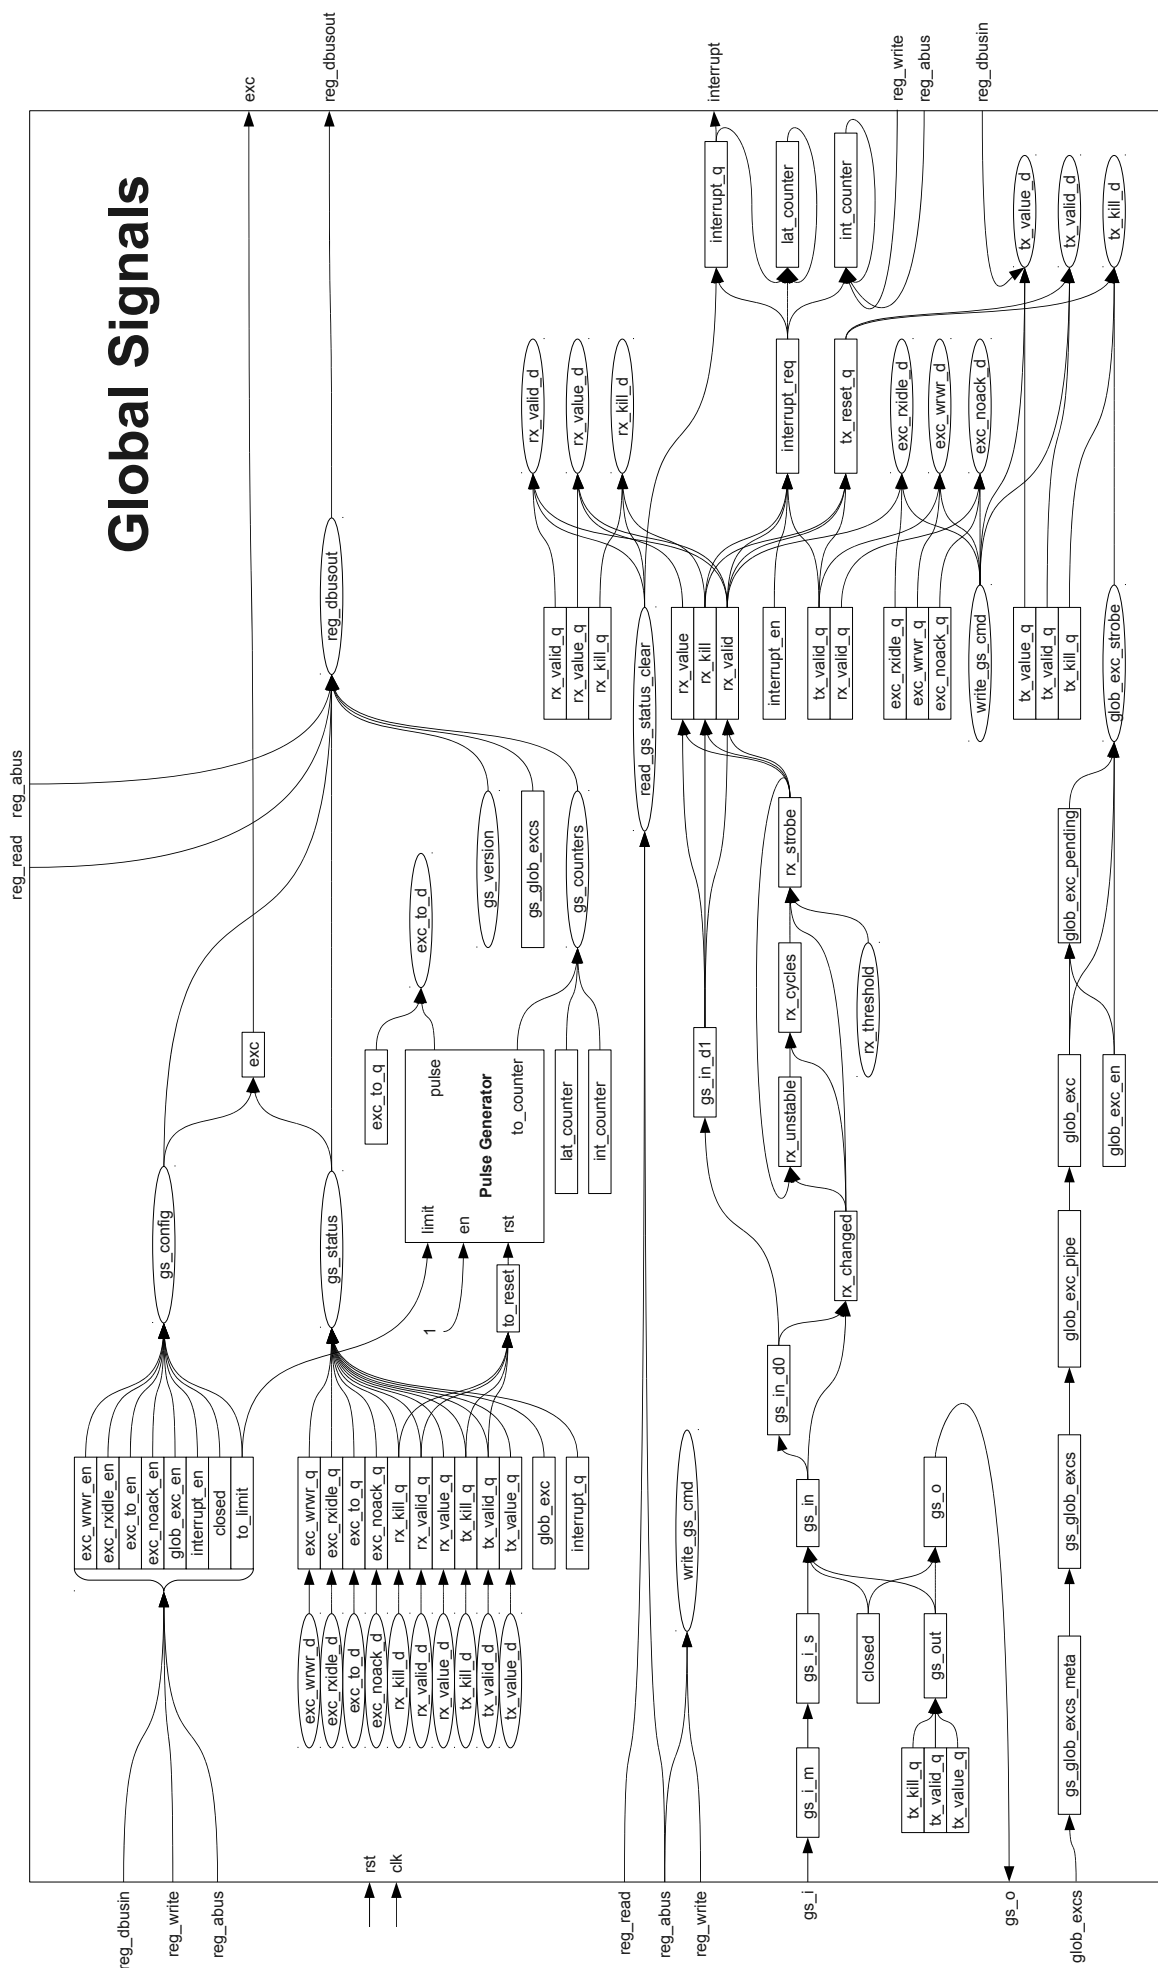 Global Signals
reg_read
reg_abus
reg_dbusin
reg_write
reg_abus
exc_wrwr_en
exc_rxidle_en
exc_to_en
exc_noack_en
glob_exc_en
interrupt_en
closed
to_limit
gs_config
exc
exc
reg_dbusout
reg_dbusout
exc_wrwr_d
exc_rxidle_d
exc_to_d
exc_noack_d
rx_kill_d
rx_valid_d
rx_value_d
tx_kill_d
tx_valid_d
tx_value_d
exc_wrwr_q
exc_rxidle_q
exc_to_q
exc_noack_q
rx_kill_q
rx_valid_q
rx_value_q
tx_kill_q
tx_valid_q
tx_value_q
glob_exc
interrupt_q
gs_status
rst
clk
1
to_reset
limit
en
rst
Pulse Generator
pulse
to_counter
exc_to_q
exc_to_d
lat_counter
int_counter
gs_version
gs_glob_excs
gs_counters
reg_read
reg_abus
reg_write
write_gs_cmd
read_gs_status_clear
rx_valid_q
rx_value_q
rx_kill_q
rx_valid_d
rx_value_d
rx_kill_d
gs_i
gs_i_m
gs_i_s
closed
tx_kill_q
tx_valid_q
tx_value_q
gs_out
gs_in
gs_o
gs_o
gs_in_d0
gs_in_d1
rx_changed
rx_unstable
rx_cycles
rx_threshold
rx_strobe
rx_value
rx_kill
rx_valid
interrupt_en
tx_valid_q
rx_valid_q
exc_rxidle_q
exc_wrwr_q
exc_noack_q
write_gs_cmd
tx_value_q
tx_valid_q
tx_kill_q
interrupt_req
tx_reset_q
exc_rxidle_d
exc_wrwr_d
exc_noack_d
interrupt_q
lat_counter
int_counter
interrupt
reg_write
reg_abus
reg_dbusin
tx_value_d
tx_valid_d
tx_kill_d
glob_excs
gs_glob_excs_meta
gs_glob_excs
glob_exc_pipe
glob_exc
glob_exc_en
glob_exc_pending
glob_exc_strobe